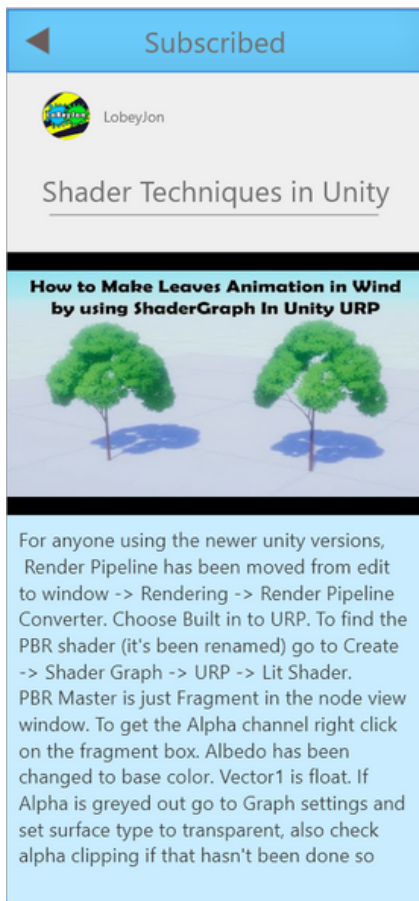 Subscribed
LobeyJon
LobeyJon
Shader Techniques in Unity
How to Make Leaves Animation in Wind
by using ShaderGraph In Unity URP
For anyone using the newer unity versions,
Render Pipeline has been moved from edit
to window -> Rendering -> Render Pipeline
Converter. Choose Built in to URP. To find the
PBR shader (it's been renamed) go to Create
-> Shader Graph -> URP -> Lit Shader.
PBR Master is just Fragment in the node view
window. To get the Alpha channel right click
on the fragment box. Albedo has been
changed to base color. Vector1 is float. If
Alpha is greyed out go to Graph settings and
set surface type to transparent, also check
alpha clipping if that hasn't been done so